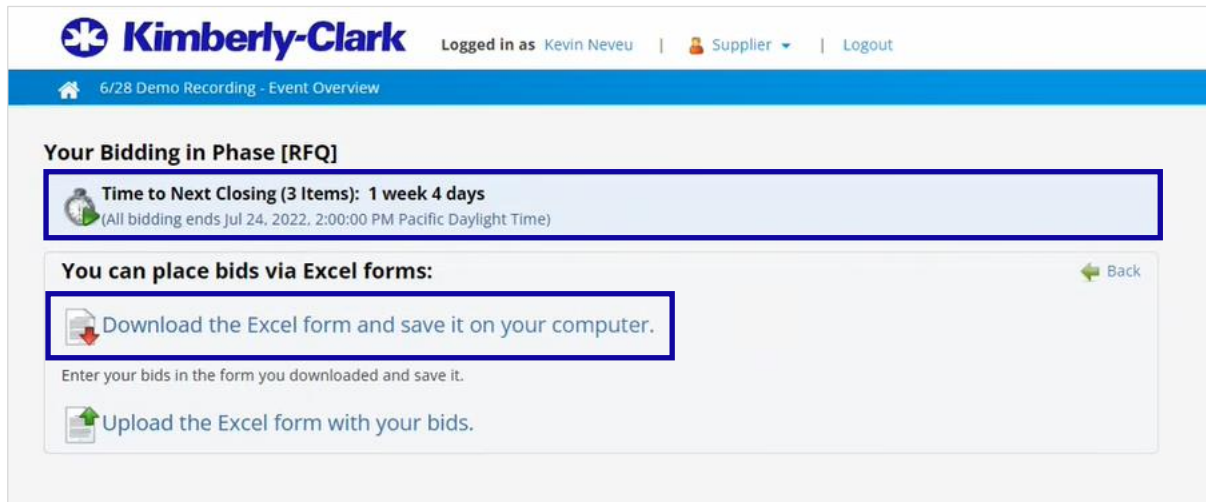 Kimberly-Clark Logged in as Kevin Neveu | Supplier | Logout
6/28 Demo Recording - Event Overview
Your Bidding in Phase [RFQ]
Time to Next Closing (3 Items): 1 week 4 days
(All bidding ends Jul 24, 2022, 2:00:00 PM Pacific Daylight Time)
You can place bids via Excel forms: Back
Download the Excel form and save it on your computer.
Enter your bids in the form you downloaded and save it.
Upload the Excel form with your bids.